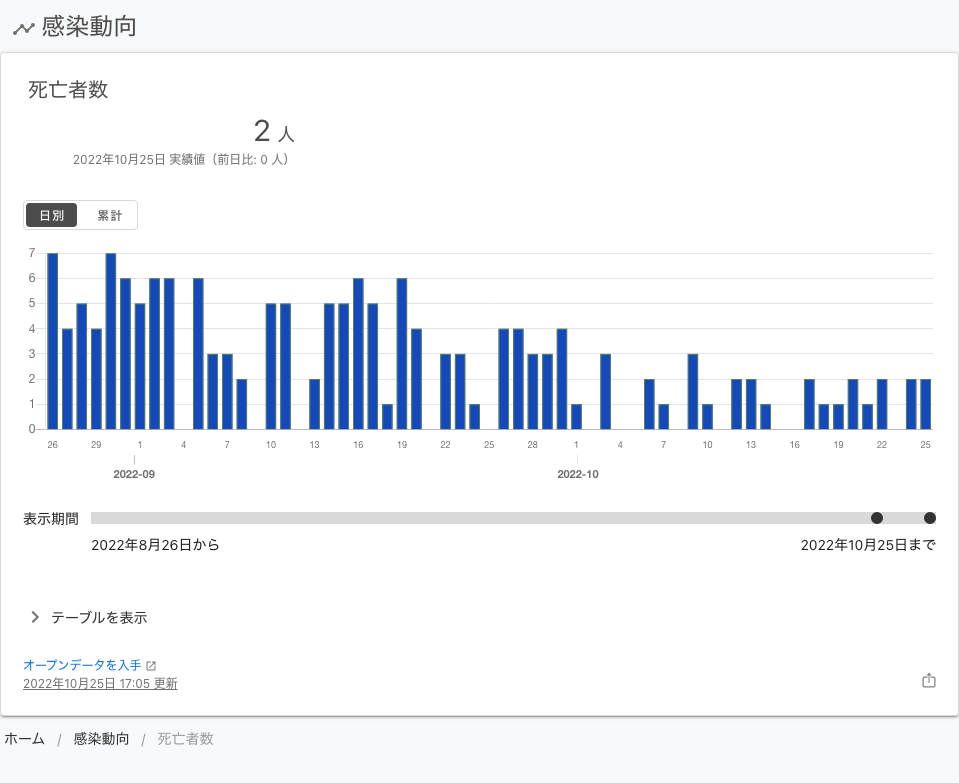 感染動向
死亡者数
2 人
2022年10月25日 実績値（前日比: 0 人）
日別 累計
7
6
5
4
3
2
1
0
26 29 1 4 7 10 13 16 19 22 25 28 1 4 7 10 13 16 19 22 25
2022-09 2022-10
表示期間
2022年8月26日から 2022年10月25日まで
テーブルを表示
オープンデータを入手
2022年10月25日 17:05 更新
ホーム / 感染動向 / 死亡者数